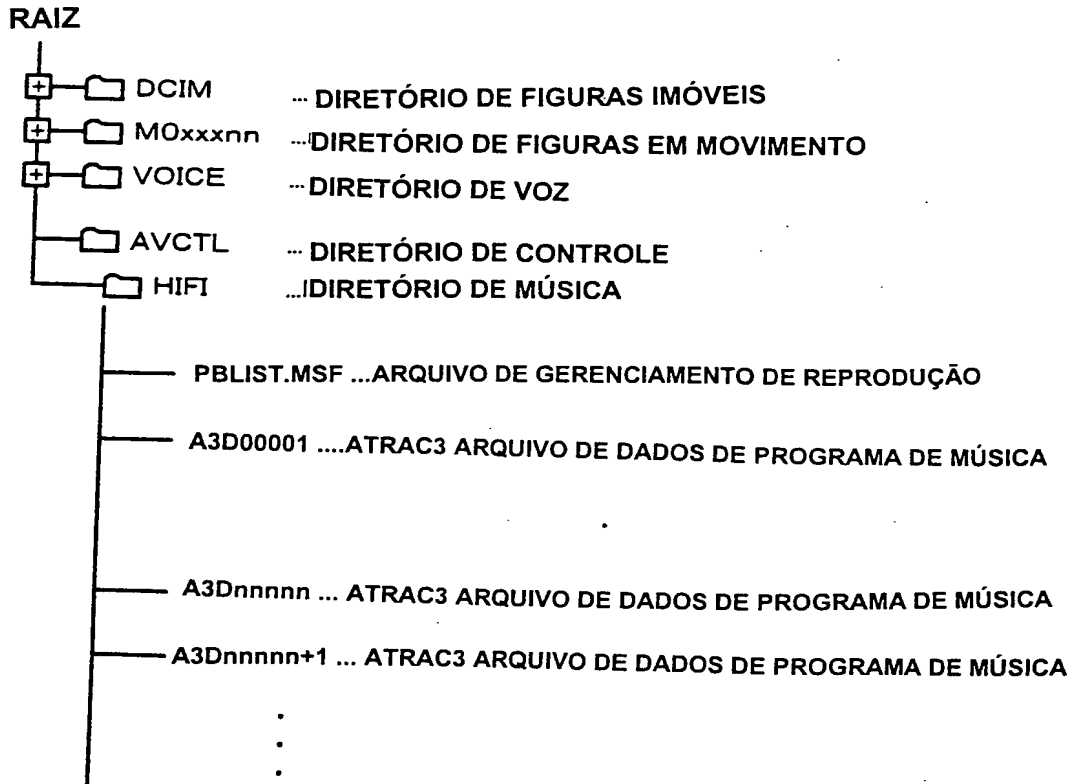 RAIZ
+ DCIM ... DIRETÓRIO DE FIGURAS IMÓVEIS
+ M0xxxnn ... DIRETÓRIO DE FIGURAS EM MOVIMENTO
+ VOICE ... DIRETÓRIO DE VOZ
AVCTL ... DIRETÓRIO DE CONTROLE
HIFI ... DIRETÓRIO DE MÚSICA
PBLIST.MSF ...ARQUIVO DE GERENCIAMENTO DE REPRODUÇÃO
A3D00001 ....ATRAC3 ARQUIVO DE DADOS DE PROGRAMA DE MÚSICA
A3Dnnnnn ... ATRAC3 ARQUIVO DE DADOS DE PROGRAMA DE MÚSICA
A3Dnnnnn+1 ... ATRAC3 ARQUIVO DE DADOS DE PROGRAMA DE MÚSICA